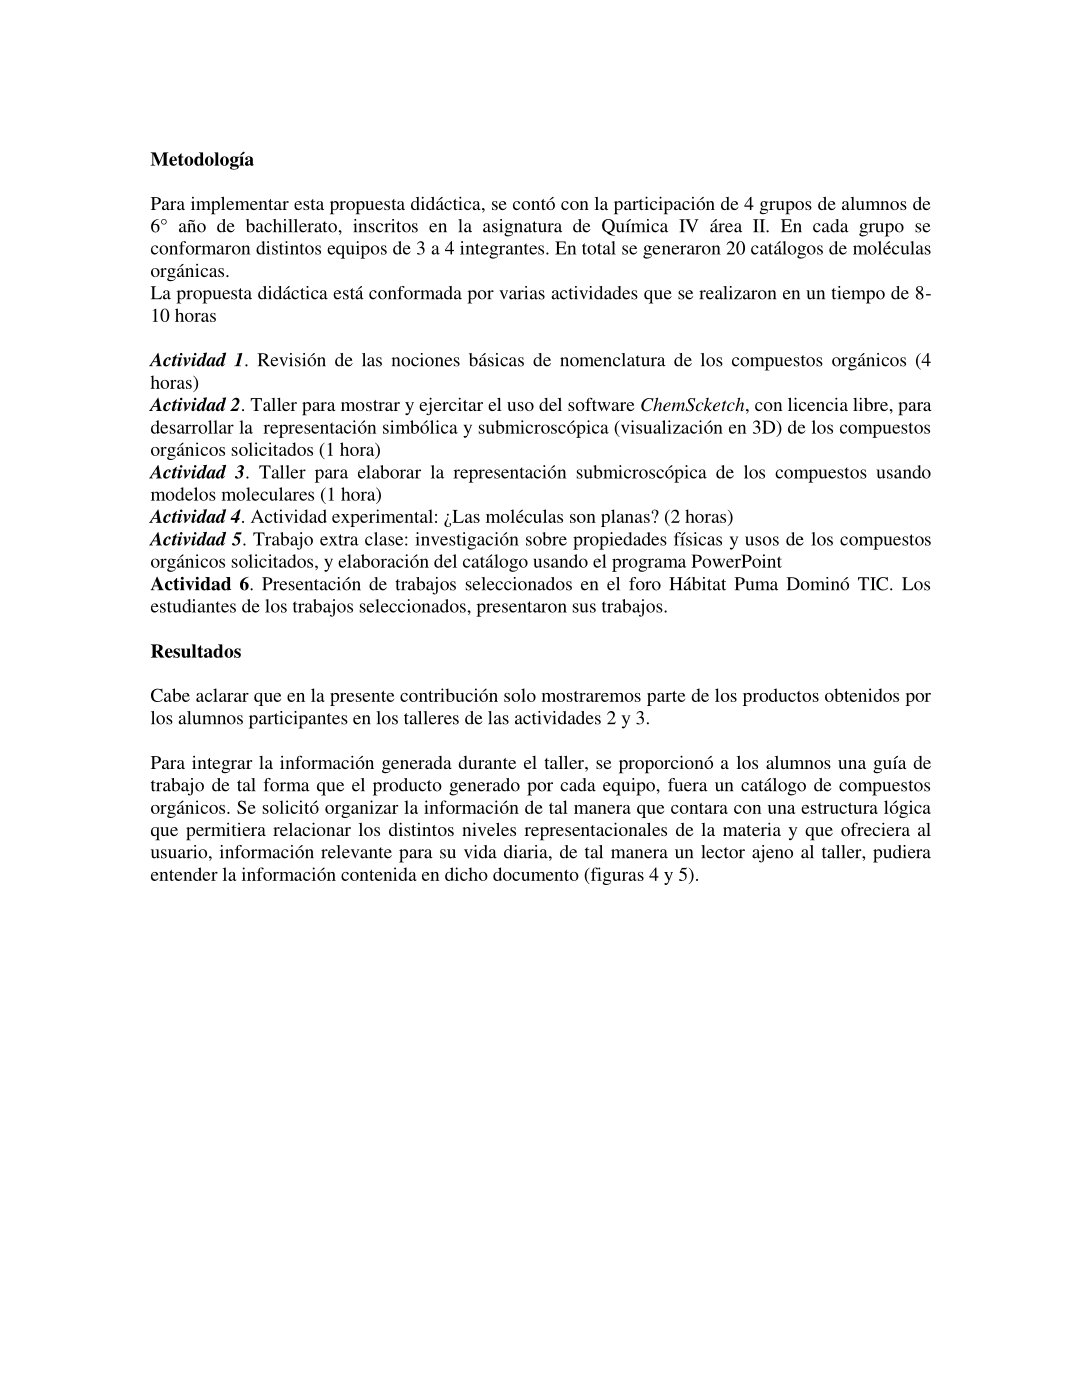 Metodología
Para implementar esta propuesta didáctica, se contó con la participación de 4 grupos de alumnos de
6° año de bachillerato, inscritos en la asignatura de Química IV área II. En cada grupo se
conformaron distintos equipos de 3 a 4 integrantes. En total se generaron 20 catálogos de moléculas
orgánicas.
La propuesta didáctica está conformada por varias actividades que se realizaron en un tiempo de 8-
10 horas
Actividad 1. Revisión de las nociones básicas de nomenclatura de los compuestos orgánicos (4
horas)
Actividad 2. Taller para mostrar y ejercitar el uso del software ChemScketch, con licencia libre, para
desarrollar la  representación simbólica y submicroscópica (visualización en 3D) de los compuestos
orgánicos solicitados (1 hora)
Actividad 3. Taller para elaborar la representación submicroscópica de los compuestos usando
modelos moleculares (1 hora)
Actividad 4. Actividad experimental: ¿Las moléculas son planas? (2 horas)
Actividad 5. Trabajo extra clase: investigación sobre propiedades físicas y usos de los compuestos
orgánicos solicitados, y elaboración del catálogo usando el programa PowerPoint
Actividad 6. Presentación de trabajos seleccionados en el foro Hábitat Puma Dominó TIC. Los
estudiantes de los trabajos seleccionados, presentaron sus trabajos.
Resultados
Cabe aclarar que en la presente contribución solo mostraremos parte de los productos obtenidos por
los alumnos participantes en los talleres de las actividades 2 y 3.
Para integrar la información generada durante el taller, se proporcionó a los alumnos una guía de
trabajo de tal forma que el producto generado por cada equipo, fuera un catálogo de compuestos
orgánicos. Se solicitó organizar la información de tal manera que contara con una estructura lógica
que permitiera relacionar los distintos niveles representacionales de la materia y que ofreciera al
usuario, información relevante para su vida diaria, de tal manera un lector ajeno al taller, pudiera
entender la información contenida en dicho documento (figuras 4 y 5).